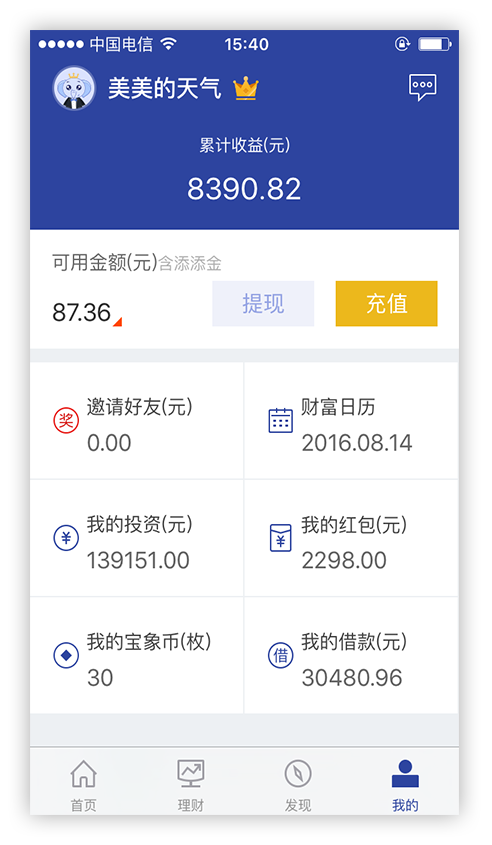 中国电信 15:40
美美的天气
累计收益(元)
8390.82
可用金额(元)含添添金
87.36 提现 充值
奖 邀请好友(元) 财富日历
0.00 2016.08.14
¥ 我的投资(元) ¥ 我的红包(元)
139151.00 2298.00
我的宝象币(枚) 借 我的借款(元)
30 30480.96
首页 理财 发现 我的